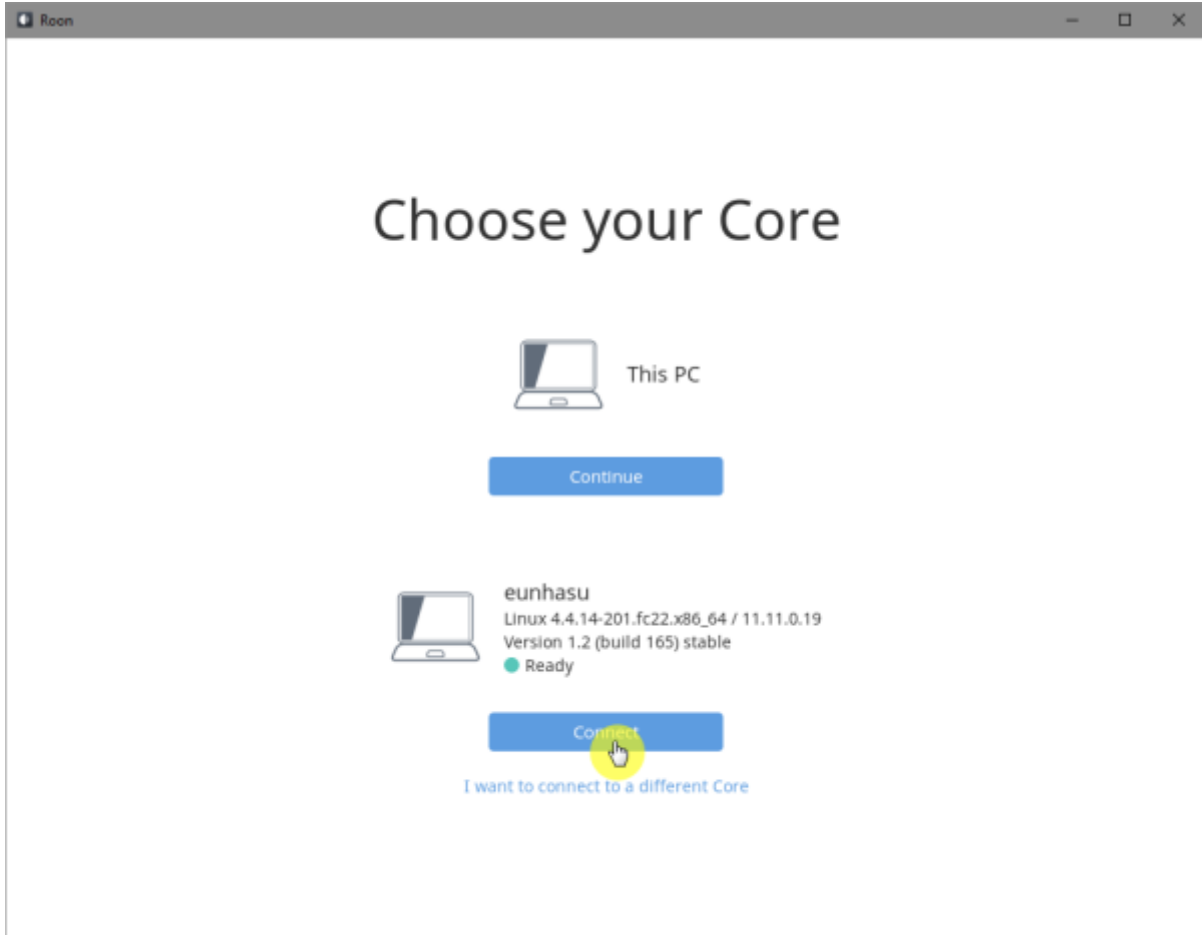 Roon
Choose your Core
This PC
Continue
eunhasu
Linux 4.4.14-201.fc22.x86_64 / 11.11.0.19
Version 1.2 (build 165) stable
Ready
Connect
I want to connect to a different Core